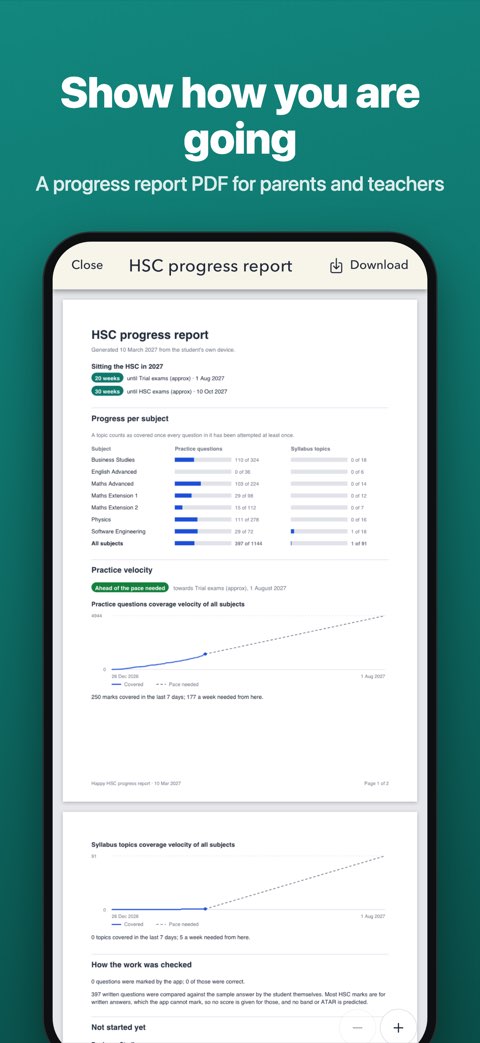 Show how you are
going
A progress report PDF for parents and teachers
Close HSC progress report Download
HSC progress report
Generated 10 March 2027 from the student's own device.
Sitting the HSC in 2027
20 weeks until Trial exams (approx) · 1 Aug 2027
30 weeks until HSC exams (approx) · 10 Oct 2027
Progress per subject
A topic counts as covered once every question in it has been attempted at least once.
Subject Practice questions Syllabus topics
Business Studies 113 of 324 0 of 18
English Advanced 0 of 36 0 of 6
Maths Advanced 103 of 224 0 of 14
Maths Extension 1 29 of 98 0 of 12
Maths Extension 2 13 of 112 0 of 7
Physics 111 of 278 0 of 16
Software Engineering 29 of 72 1 of 18
All subjects 397 of 1144 1 of 91
Practice velocity
Ahead of the pace needed towards Trial exams (approx), 1 August 2027
Practice questions coverage velocity of all subjects
4944
0
26 Dec 2026 1 Aug 2027
Covered Pace needed
250 marks covered in the last 7 days; 177 a week needed from here.
Happy HSC progress report · 10 Mar 2027 Page 1 of 2
Syllabus topics coverage velocity of all subjects
91
0
26 Dec 2026 1 Aug 2027
Covered Pace needed
0 topics covered in the last 7 days; 5 a week needed from here.
How the work was checked
0 questions were marked by the app; 0 of those were correct.
397 written questions were compared against the sample answer by the student themselves. Most HSC marks are for
written answers, which the app cannot mark, so no score is given for those, and no band or ATAR is predicted.
Not started yet